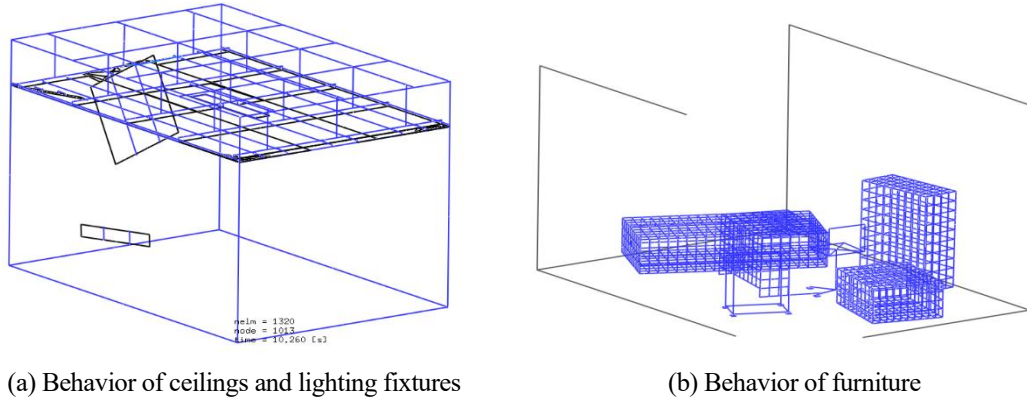 nelm = 1320
node = 1013
time = 10.260 [s]
(a) Behavior of ceilings and lighting fixtures
(b) Behavior of furniture